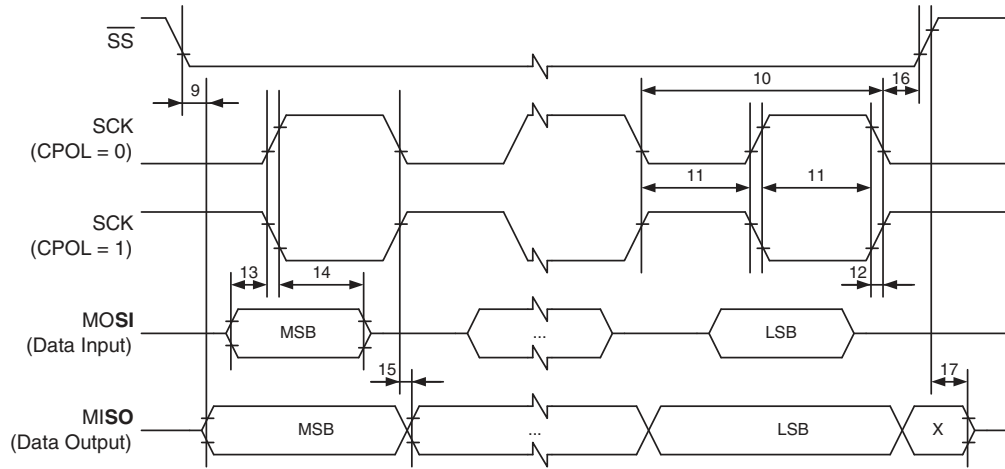 SS
9
10
16
SCK
(CPOL = 0)
11
11
SCK
(CPOL = 1)
13
14
12
MOSI
(Data Input)
MSB
...
LSB
15
17
MISO
(Data Output)
MSB
...
LSB
X